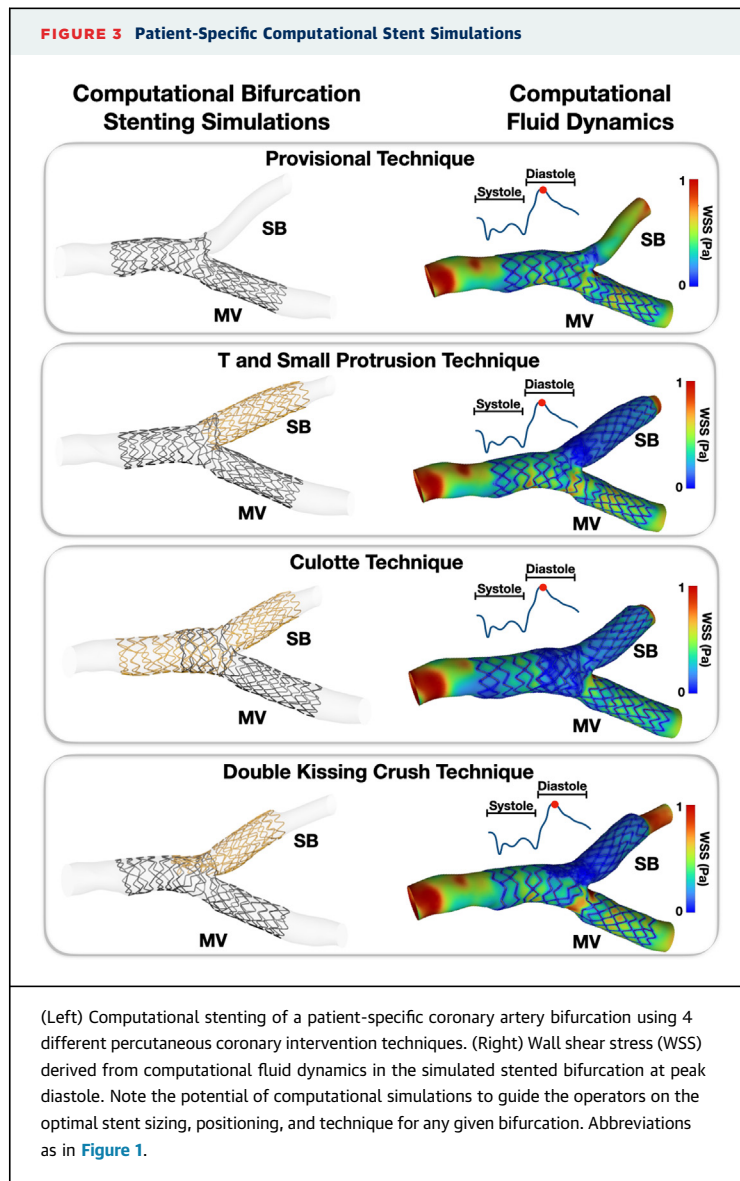 FIGURE 3 Patient-Specific Computational Stent Simulations
Computational Bifurcation
Stenting Simulations
Computational
Fluid Dynamics
Provisional Technique
SB
MV
Systole
Diastole
SB
MV
1
WSS (Pa)
0
T and Small Protrusion Technique
SB
MV
Systole
Diastole
SB
MV
1
WSS (Pa)
0
Culotte Technique
SB
MV
Systole
Diastole
SB
MV
1
WSS (Pa)
0
Double Kissing Crush Technique
SB
MV
Systole
Diastole
SB
MV
1
WSS (Pa)
0
(Left) Computational stenting of a patient-specific coronary artery bifurcation using 4
different percutaneous coronary intervention techniques. (Right) Wall shear stress (WSS)
derived from computational fluid dynamics in the simulated stented bifurcation at peak
diastole. Note the potential of computational simulations to guide the operators on the
optimal stent sizing, positioning, and technique for any given bifurcation. Abbreviations
as in Figure 1.